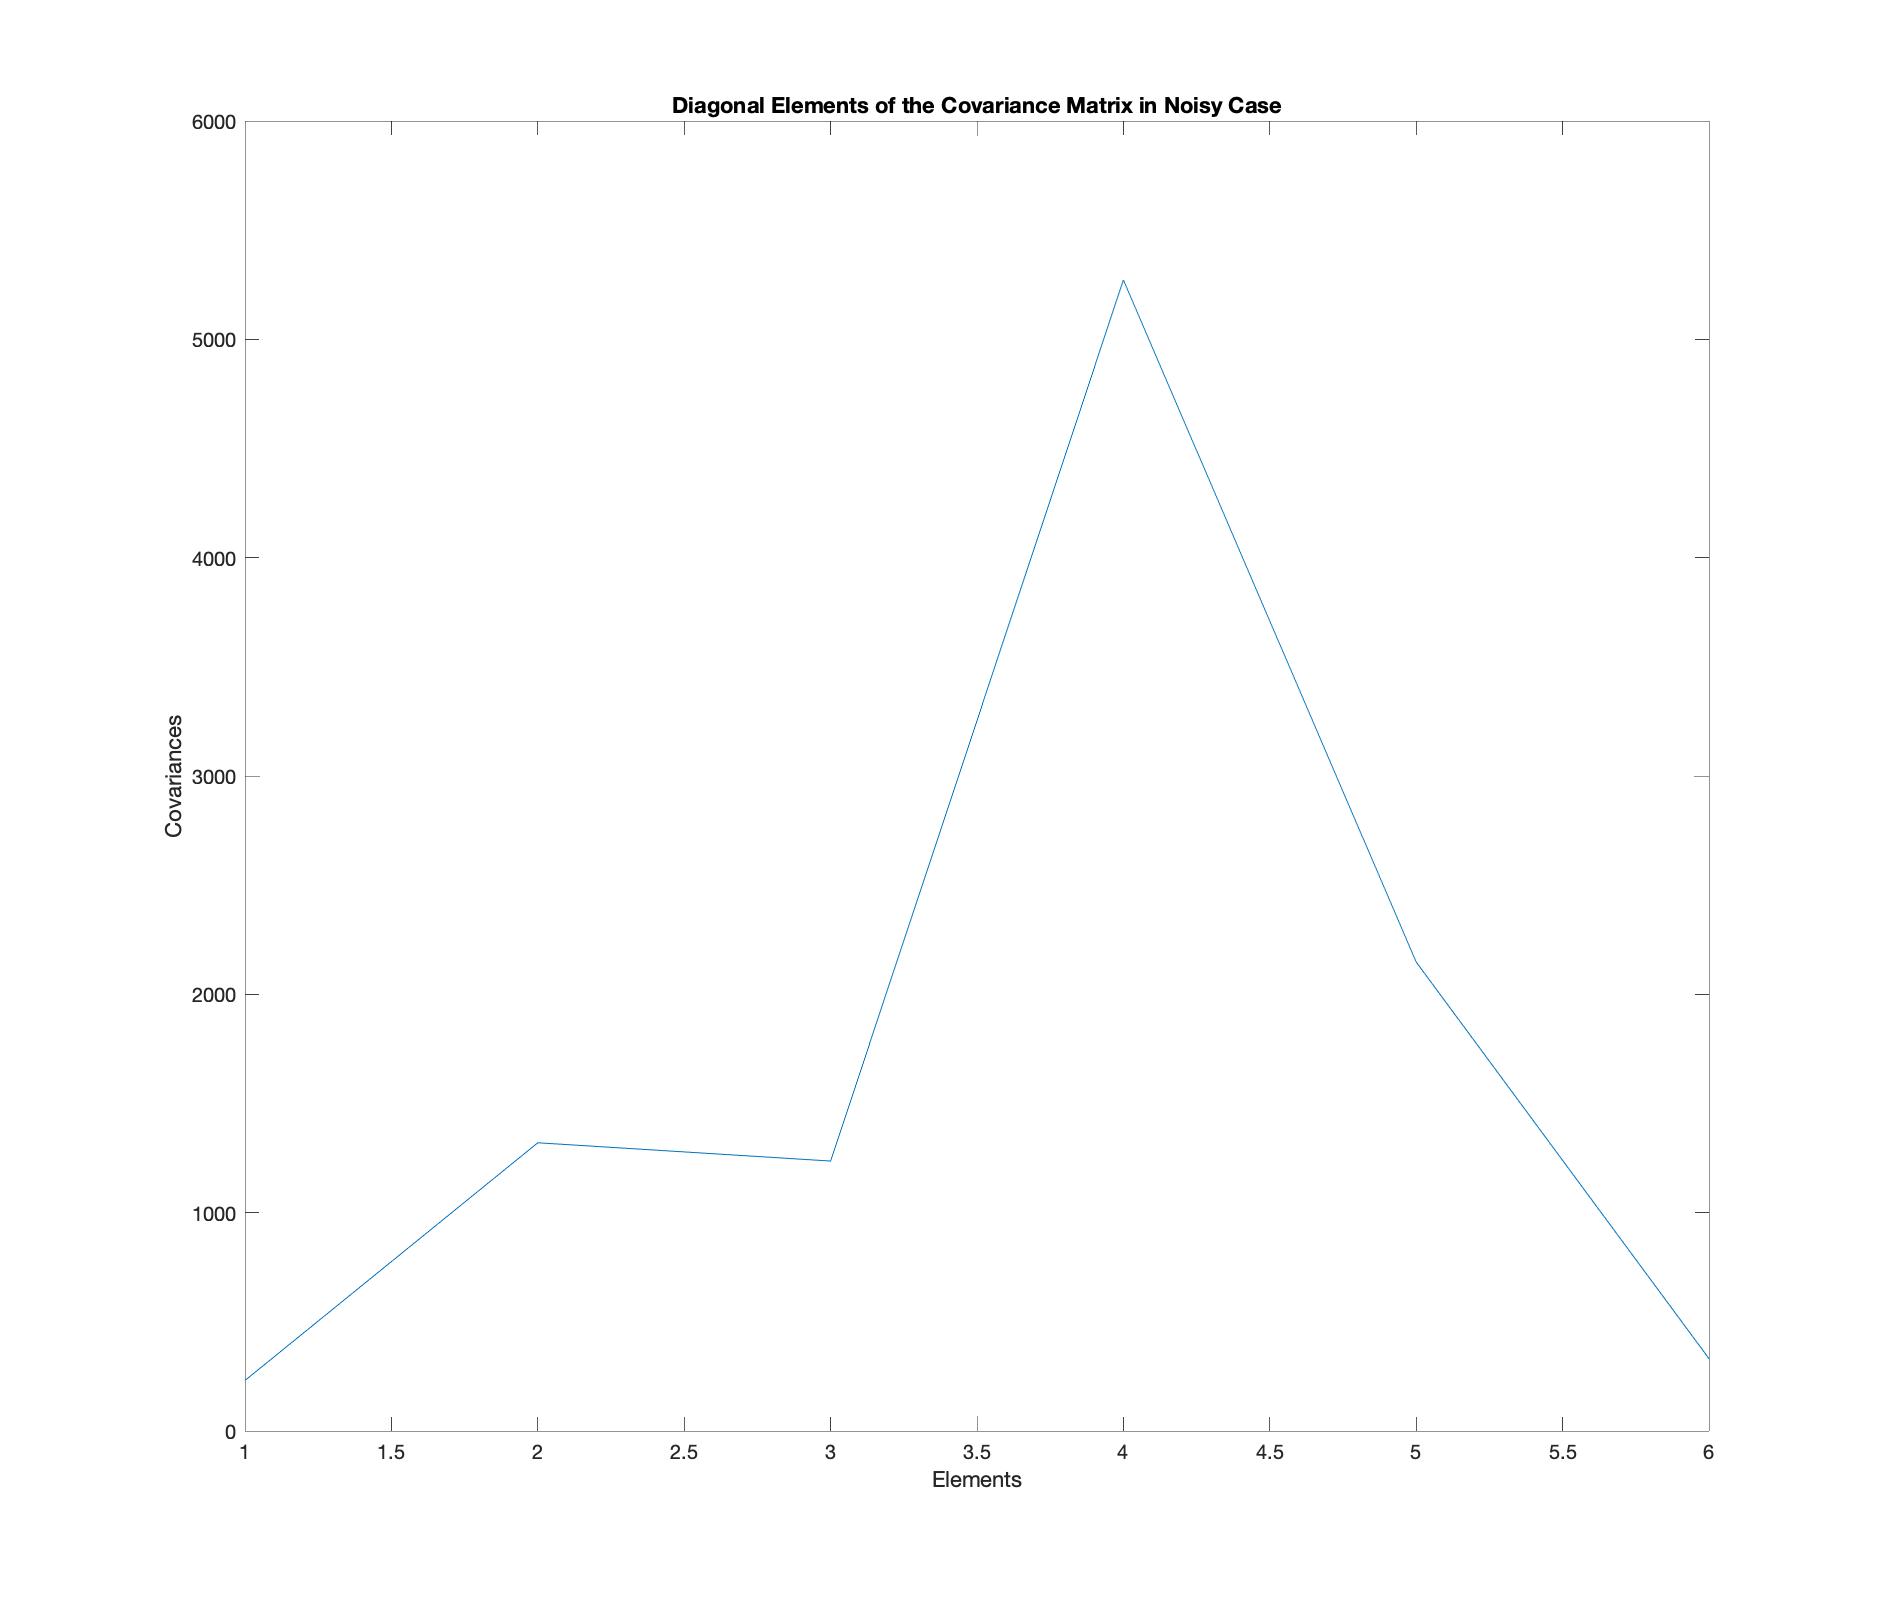 Diagonal Elements of the Covariance Matrix in Noisy Case
6000
5000
4000
3000
2000
1000
0
Covariances
1 1.5 2 2.5 3 3.5 4 4.5 5 5.5 6
Elements